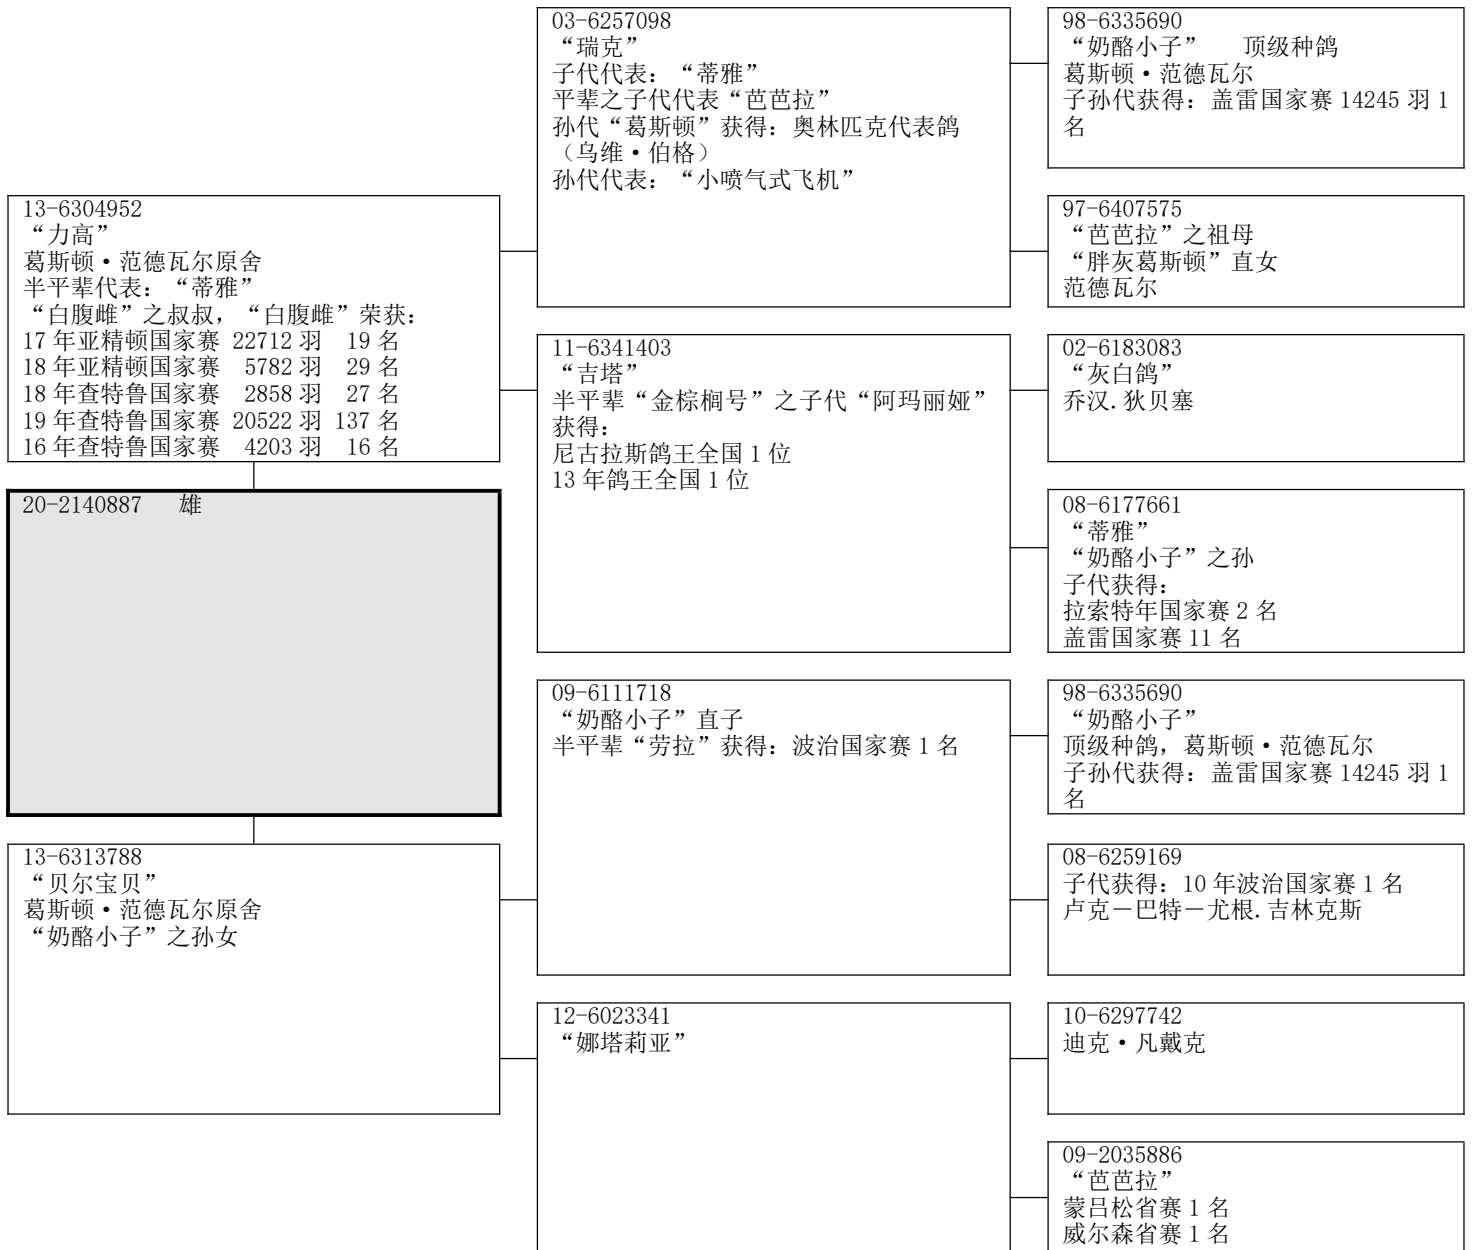 03-6257098
“瑞克”
子代代表：“蒂雅”
平辈之子代代表“芭芭拉”
孙代“葛斯顿”获得：奥林匹克代表鸽
（乌维·伯格）
孙代代表：“小喷气式飞机”
98-6335690
“奶酪小子” 顶级种鸽
葛斯顿·范德瓦尔
子孙代获得：盖雷国家赛 14245 羽 1
名
13-6304952
“力高”
葛斯顿·范德瓦尔原舍
半平辈代表：“蒂雅”
“白腹雌”之叔叔，“白腹雌”荣获：
17 年亚精顿国家赛 22712 羽 19 名
18 年亚精顿国家赛 5782 羽 29 名
18 年查特鲁国家赛 2858 羽 27 名
19 年查特鲁国家赛 20522 羽 137 名
16 年查特鲁国家赛 4203 羽 16 名
97-6407575
“芭芭拉”之祖母
“胖灰葛斯顿”直女
范德瓦尔
11-6341403
“吉塔”
半平辈“金棕榈号”之子代“阿玛丽娅”
获得：
尼古拉斯鸽王全国 1 位
13 年鸽王全国 1 位
02-6183083
“灰白鸽”
乔汉.狄贝塞
20-2140887 雄
08-6177661
“蒂雅”
“奶酪小子”之孙
子代获得：
拉索特年国家赛 2 名
盖雷国家赛 11 名
09-6111718
“奶酪小子”直子
半平辈“劳拉”获得：波治国家赛 1 名
98-6335690
“奶酪小子”
顶级种鸽，葛斯顿·范德瓦尔
子孙代获得：盖雷国家赛 14245 羽 1
名
13-6313788
“贝尔宝贝”
葛斯顿·范德瓦尔原舍
“奶酪小子”之孙女
08-6259169
子代获得：10 年波治国家赛 1 名
卢克－巴特－尤根.吉林克斯
12-6023341
“娜塔莉亚”
10-6297742
迪克·凡戴克
09-2035886
“芭芭拉”
蒙吕松省赛 1 名
威尔森省赛 1 名